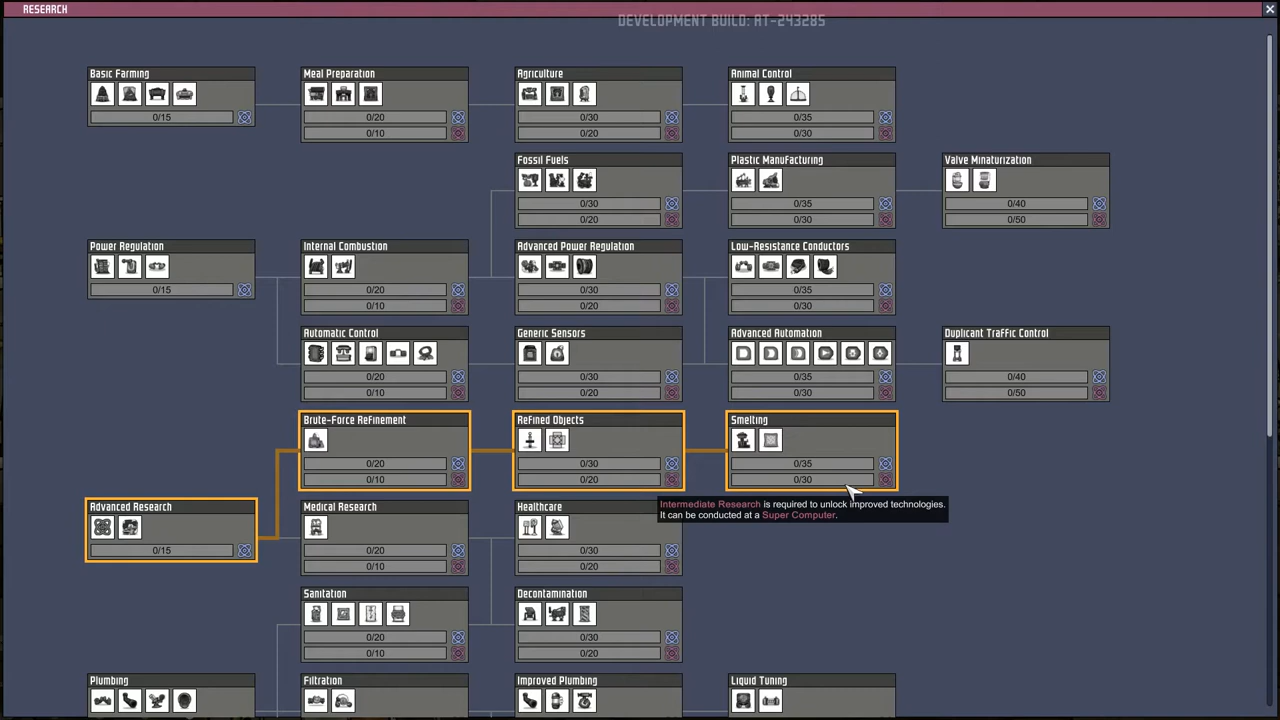 RESEARCH
DEVELOPMENT BUILD: AT-243285
Basic Farming
Meal Preparation
Agriculture
Animal Control
0/15
0/20
0/30
0/35
0/10
0/20
0/30
Fossil Fuels
Plastic Manufacturing
Valve Minaturization
0/30
0/35
0/40
0/20
0/30
0/50
Power Regulation
Internal Combustion
Advanced Power Regulation
Low-Resistance Conductors
0/15
0/20
0/30
0/35
0/10
0/20
0/30
Automatic Control
Generic Sensors
Advanced Automation
Duplicant Traffic Control
0/20
0/30
0/35
0/40
0/10
0/20
0/30
0/50
Brute-Force Refinement
Refined Objects
Smelting
0/20
0/30
0/35
0/10
0/20
0/30
Advanced Research
Medical Research
Healthcare
Intermediate Research is required to unlock improved technologies.
It can be conducted at a Super Computer.
0/15
0/20
0/30
0/10
0/20
Sanitation
Decontamination
0/20
0/30
0/10
0/20
Plumbing
Filtration
Improved Plumbing
Liquid Tuning